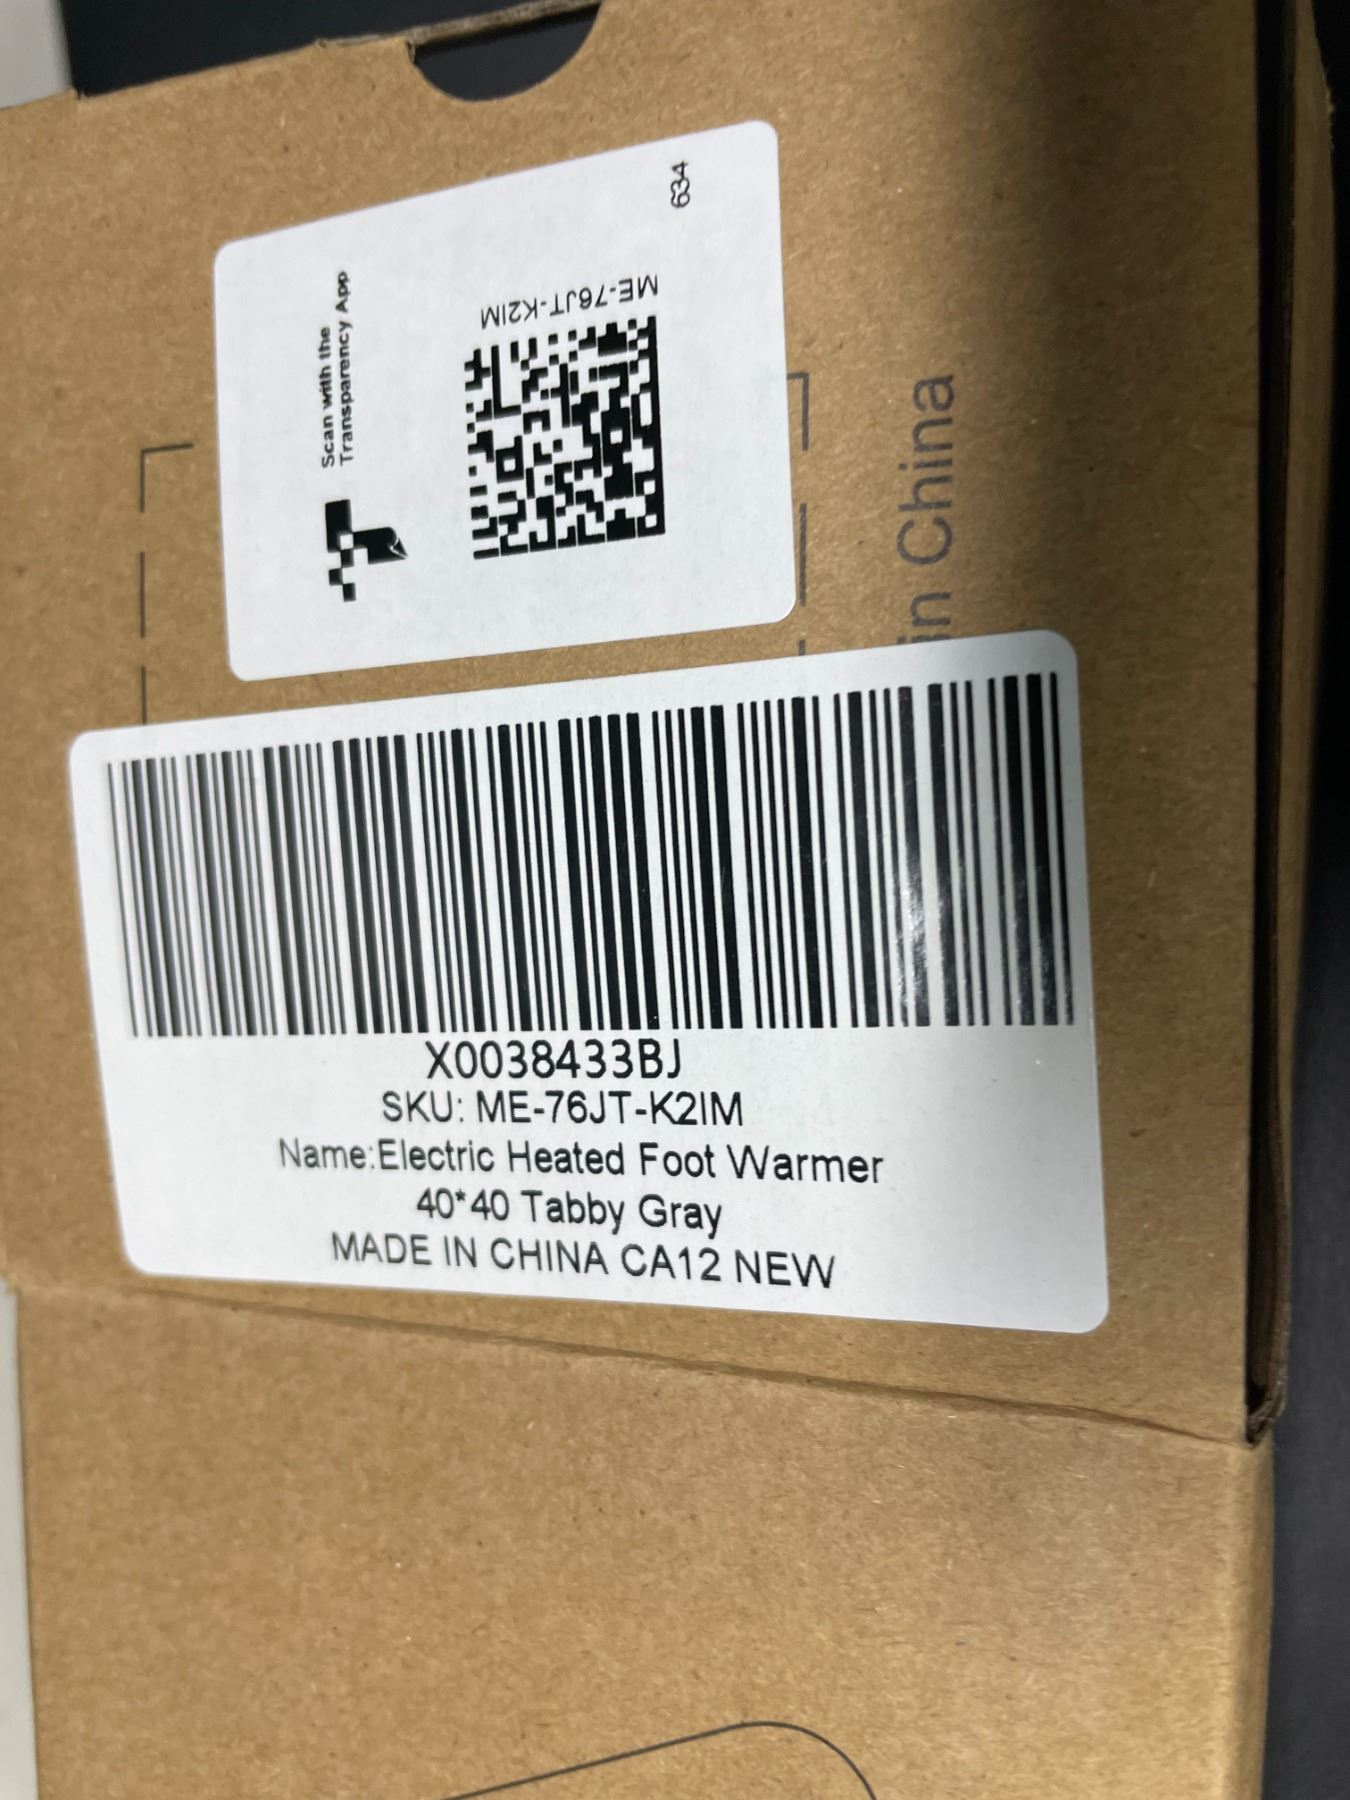 634
Scan with the
Transparency App
ME-76JT-K2IM
in China
X0038433BJ
SKU: ME-76JT-K2IM
Name:Electric Heated Foot Warmer
40*40 Tabby Gray
MADE IN CHINA CA12 NEW